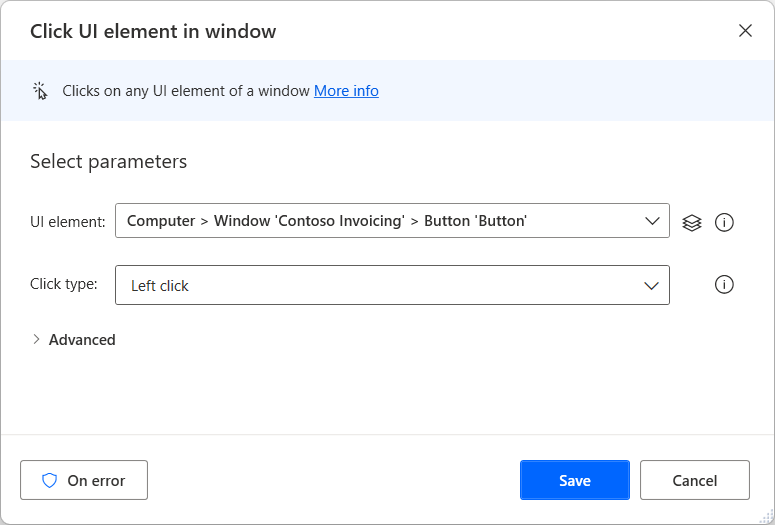 Click UI element in window
Clicks on any UI element of a window More info
Select parameters
UI element: Computer > Window 'Contoso Invoicing' > Button 'Button'
Click type: Left click
Advanced
On error Save Cancel